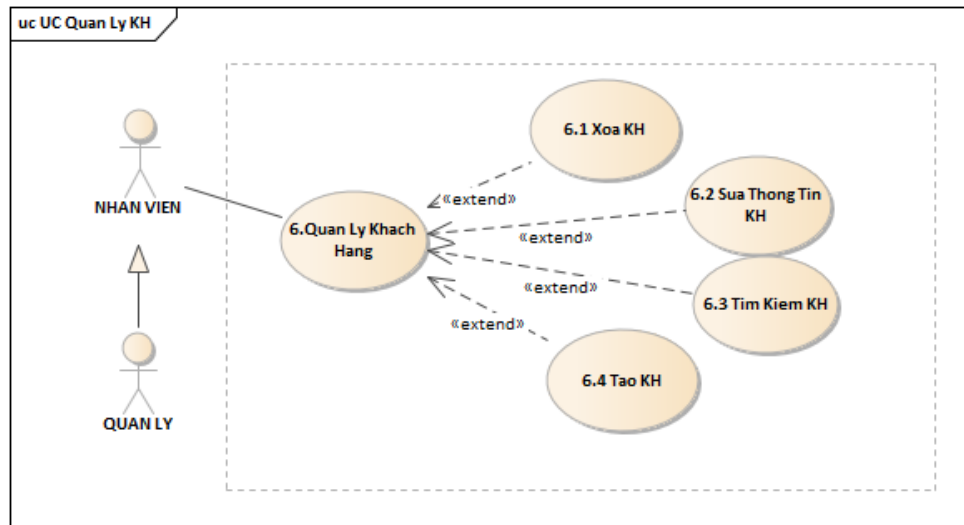 uc UC Quan Ly KH
NHAN VIEN
QUAN LY
6.Quan Ly Khach
Hang
6.1 Xoa KH
«extend»
6.2 Sua Thong Tin
KH
«extend»
6.3 Tim Kiem KH
«extend»
6.4 Tao KH
«extend»